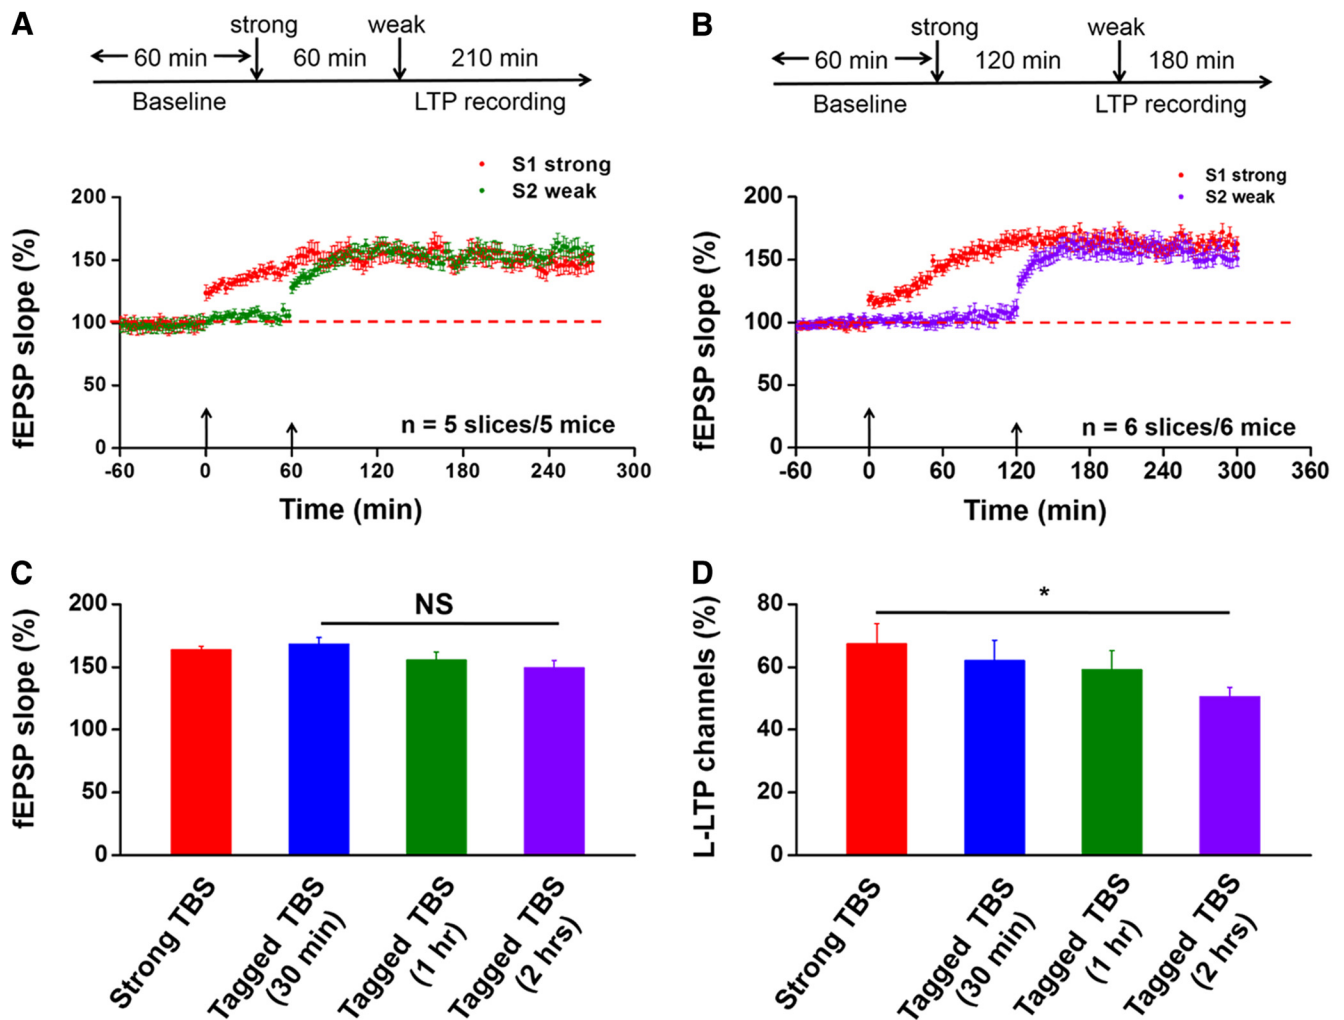 A
strong
weak
60 min
60 min
210 min
Baseline
LTP recording
S1 strong
S2 weak
fEPSP slope (%)
200
150
100
50
0
n = 5 slices/5 mice
-60
0
60
120
180
240
300
Time (min)
B
strong
weak
60 min
120 min
180 min
Baseline
LTP recording
S1 strong
S2 weak
fEPSP slope (%)
200
150
100
50
0
n = 6 slices/6 mice
-60
0
60
120
180
240
300
360
Time (min)
C
fEPSP slope (%)
200
150
100
50
0
NS
Strong TBS
Tagged TBS
(30 min)
Tagged TBS
(1 hr)
Tagged TBS
(2 hrs)
D
L-LTP channels (%)
80
60
40
20
0
*
Strong TBS
Tagged TBS
(30 min)
Tagged TBS
(1 hr)
Tagged TBS
(2 hrs)